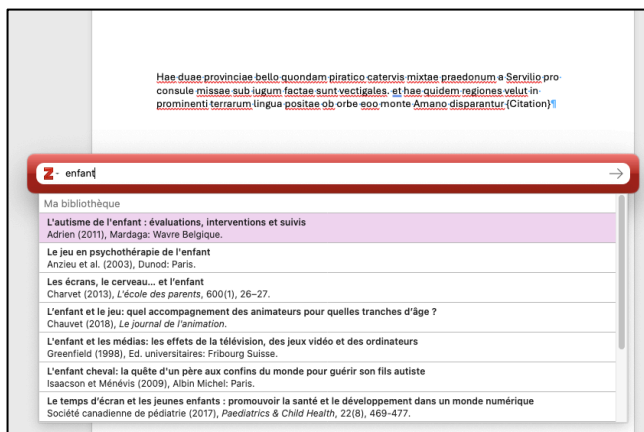 Hae duae provinciae bello quondam piratico catervis mixtae praedonum a Servilio pro
consule missae sub iugum factae sunt vectigales. et hae quidem regiones velut in
prominenti terrarum lingua positae ob orbe eoo monte Amano disparantur {Citation}¶
Z - enfant
Ma bibliothèque
L'autisme de l'enfant : évaluations, interventions et suivis
Adrien (2011), Mardaga: Wavre Belgique.
Le jeu en psychothérapie de l'enfant
Anzieu et al. (2003), Dunod: Paris.
Les écrans, le cerveau... et l'enfant
Charvet (2013), L'école des parents, 600(1), 26–27.
L'enfant et le jeu: quel accompagnement des animateurs pour quelles tranches d'âge ?
Chauvet (2018), Le journal de l'animation.
L'enfant et les médias: les effets de la télévision, des jeux vidéo et des ordinateurs
Greenfield (1998), Ed. universitaires: Fribourg Suisse.
L'enfant cheval: la quête d'un père aux confins du monde pour guérir son fils autiste
Isaacson et Ménévis (2009), Albin Michel: Paris.
Le temps d'écran et les jeunes enfants : promouvoir la santé et le développement dans un monde numérique
Société canadienne de pédiatrie (2017), Paediatrics & Child Health, 22(8), 469-477.